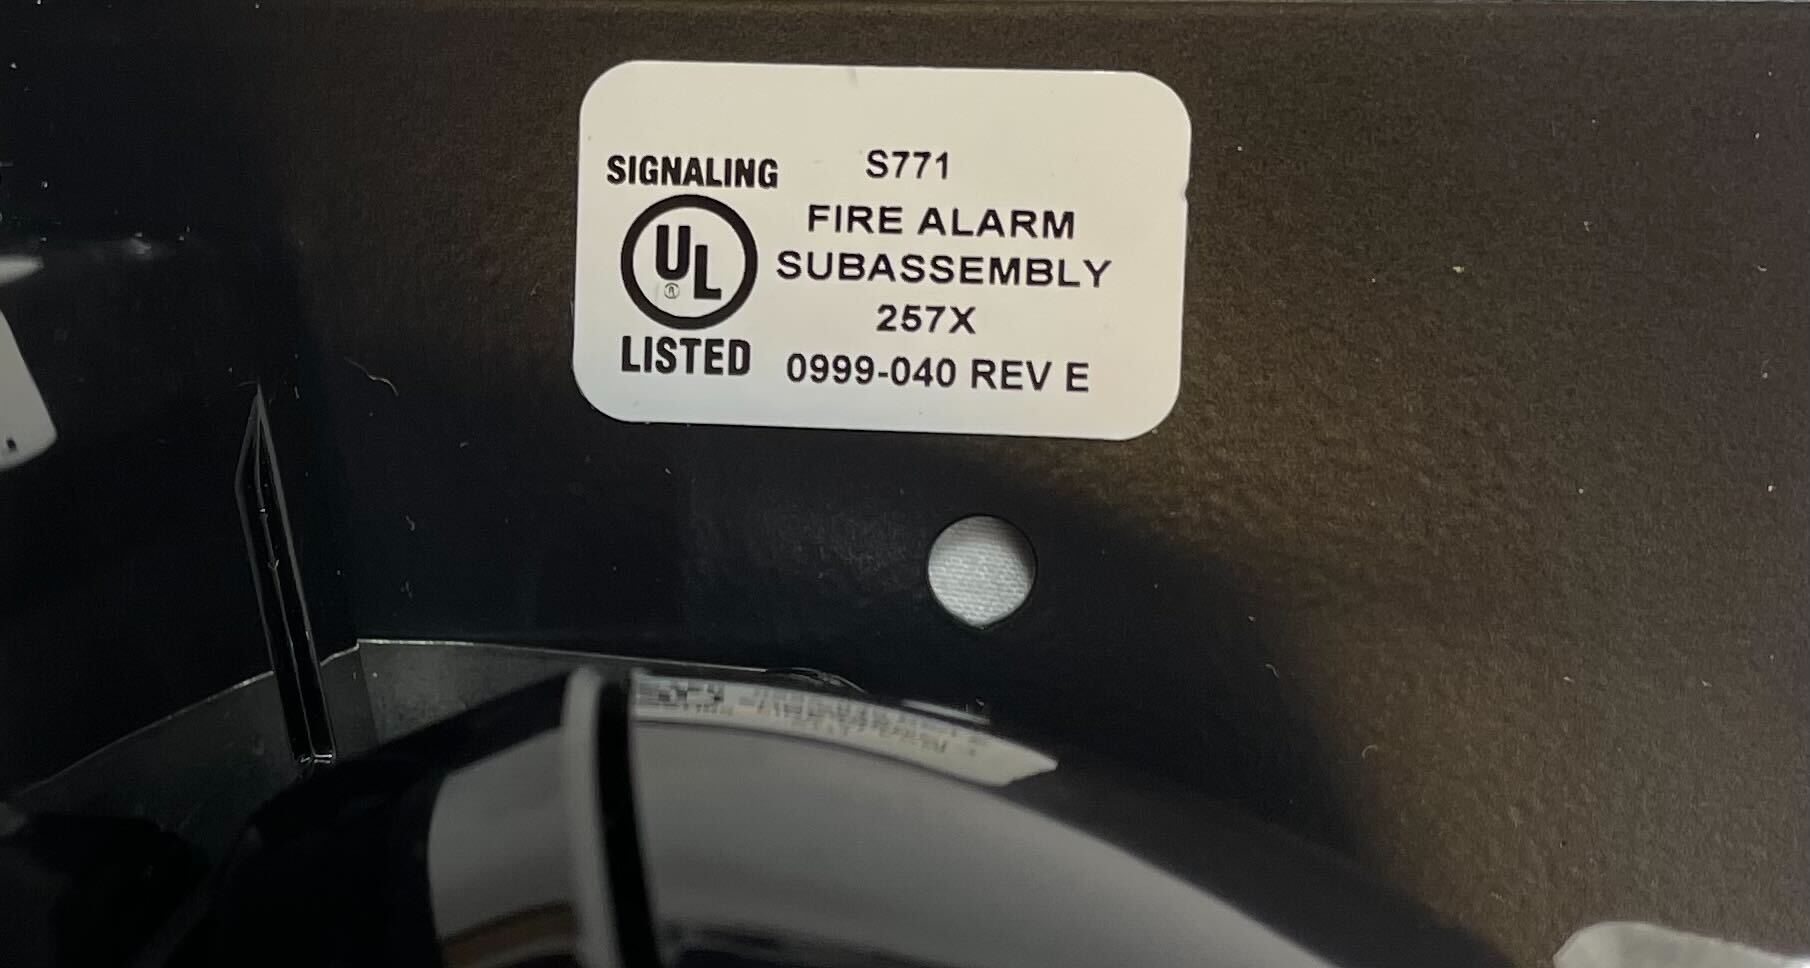 SIGNALING
UL
®
LISTED
S771
FIRE ALARM
SUBASSEMBLY
257X
0999-040 REV E